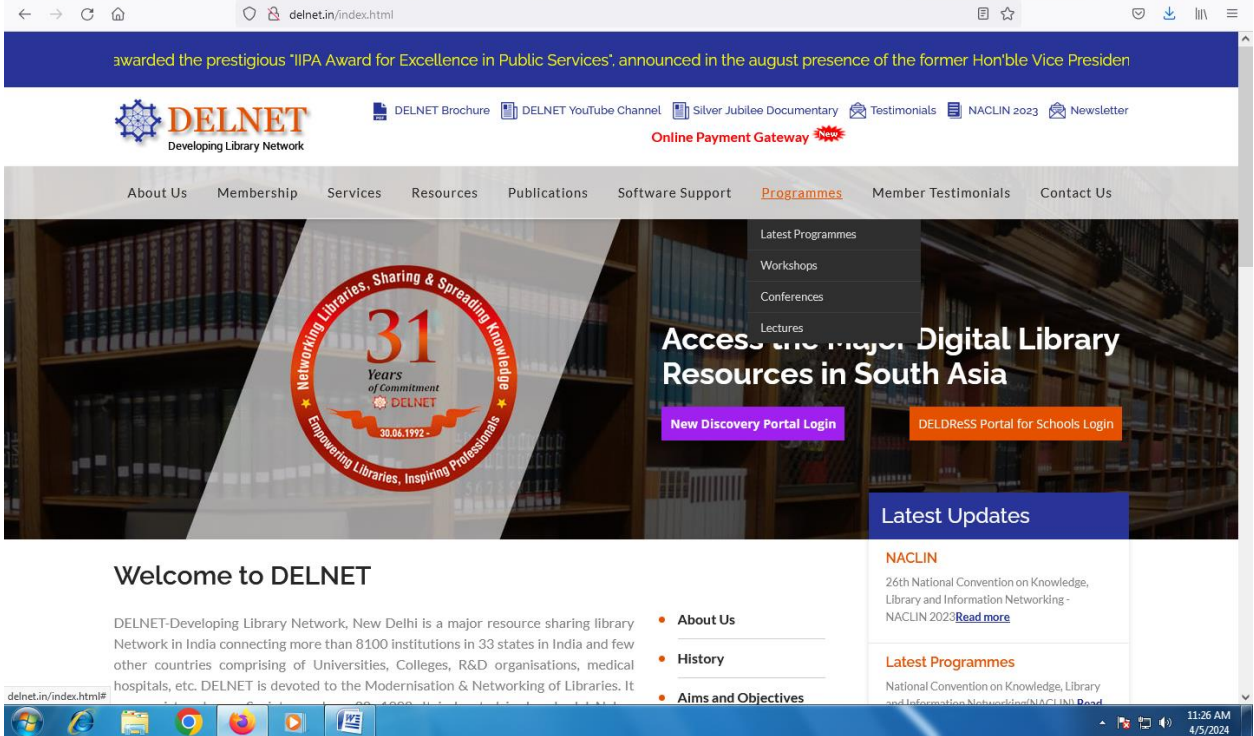 delnet.in/index.html
awarded the prestigious "IIPA Award for Excellence in Public Services", announced in the august presence of the former Hon'ble Vice Presiden
DELNET
Developing Library Network
DELNET Brochure DELNET YouTube Channel Silver Jubilee Documentary Testimonials NACLIN 2023 Newsletter
Online Payment Gateway New
About Us Membership Services Resources Publications Software Support Programmes Member Testimonials Contact Us
Latest Programmes
Workshops
Conferences
Lectures
Networking Libraries, Sharing & Spreading Knowledge
31
Years
of Commitment
DELNET
30.06.1992 -
Empowering Libraries, Inspiring Professionals
Access the Major Digital Library
Resources in South Asia
New Discovery Portal Login DELDReSS Portal for Schools Login
Welcome to DELNET
DELNET-Developing Library Network, New Delhi is a major resource sharing library
Network in India connecting more than 8100 institutions in 33 states in India and few
other countries comprising of Universities, Colleges, R&D organisations, medical
hospitals, etc. DELNET is devoted to the Modernisation & Networking of Libraries. It
About Us
History
Aims and Objectives
Latest Updates
NACLIN
26th National Convention on Knowledge,
Library and Information Networking -
NACLIN 2023Read more
Latest Programmes
National Convention on Knowledge, Library
and Information Networking(NACLIN) Read
delnet.in/index.html#
11:26 AM
4/5/2024